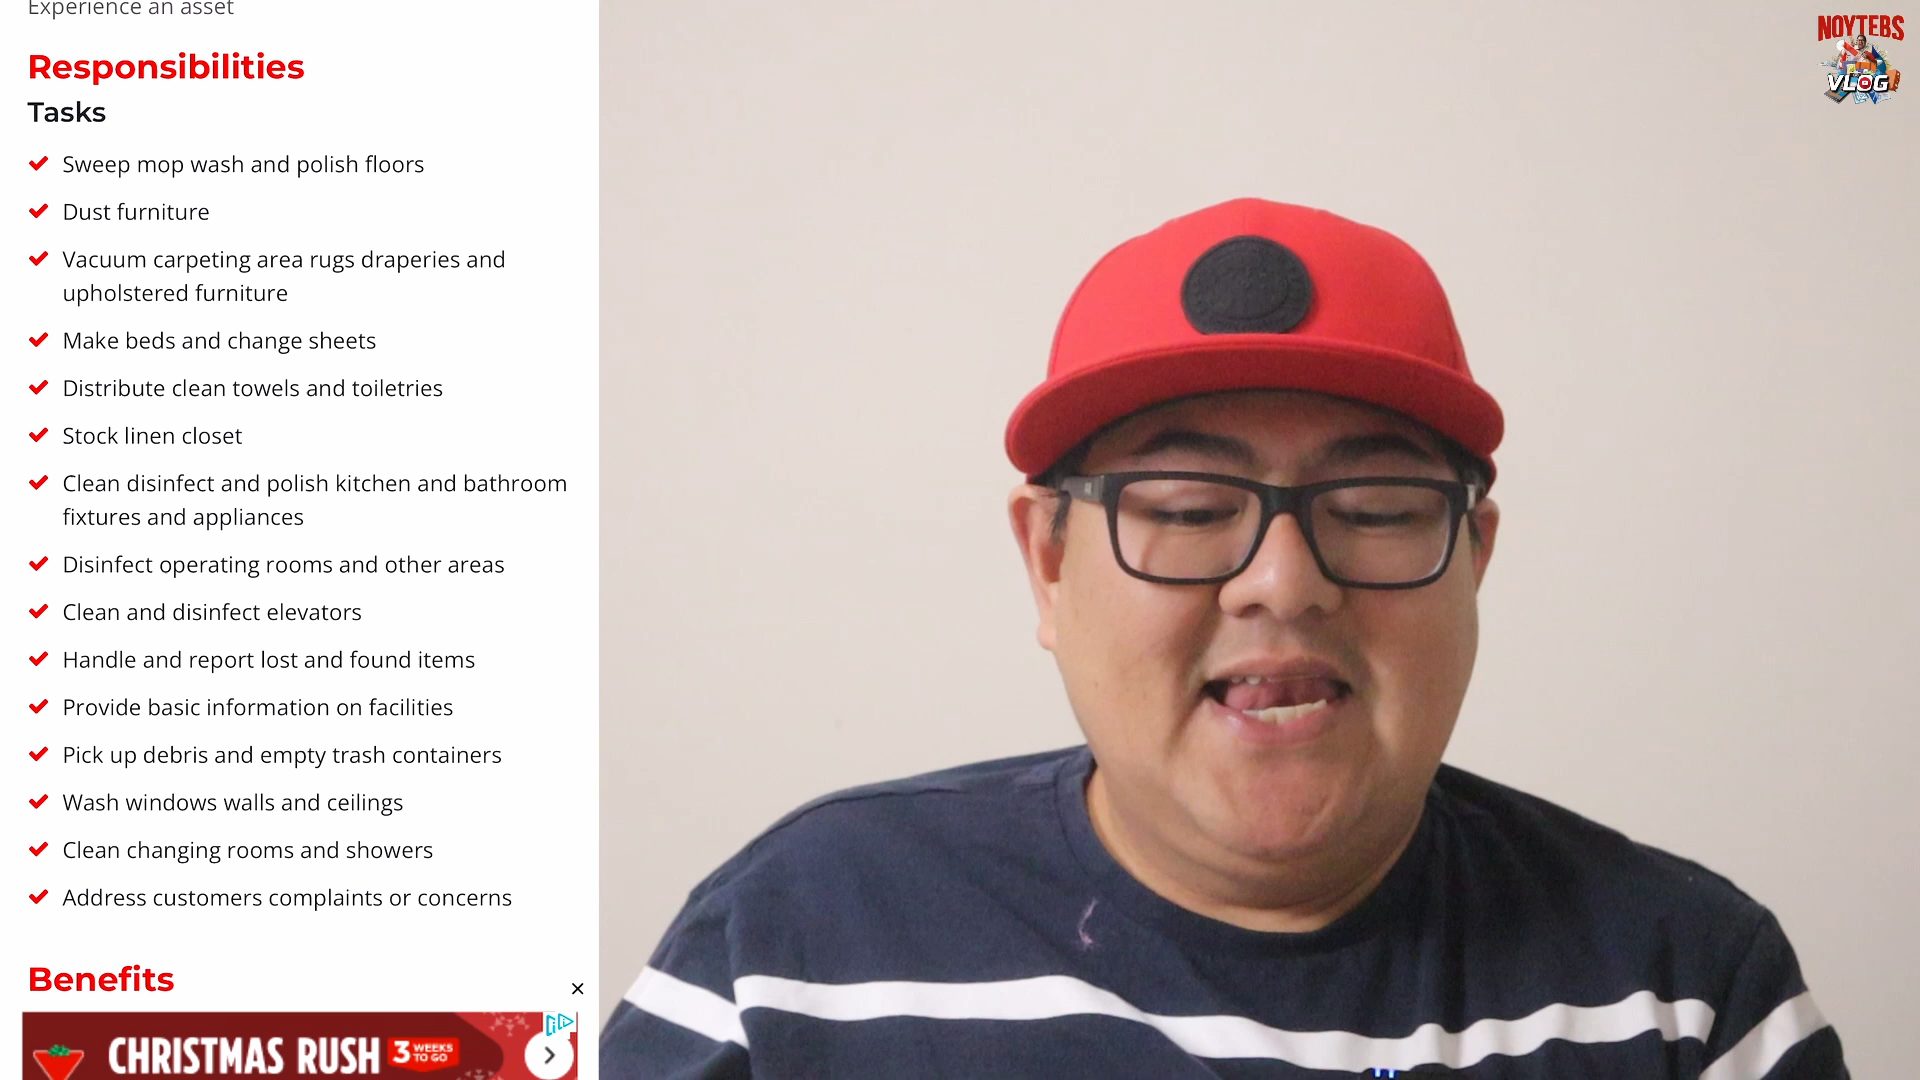 Experience an asset
Responsibilities
Tasks
Sweep mop wash and polish floors
Dust furniture
Vacuum carpeting area rugs draperies and
upholstered furniture
Make beds and change sheets
Distribute clean towels and toiletries
Stock linen closet
Clean disinfect and polish kitchen and bathroom
fixtures and appliances
Disinfect operating rooms and other areas
Clean and disinfect elevators
Handle and report lost and found items
Provide basic information on facilities
Pick up debris and empty trash containers
Wash windows walls and ceilings
Clean changing rooms and showers
Address customers complaints or concerns
Benefits
CHRISTMAS RUSH
3 WEEKS
TO GO
NOYTEBS
VLOG